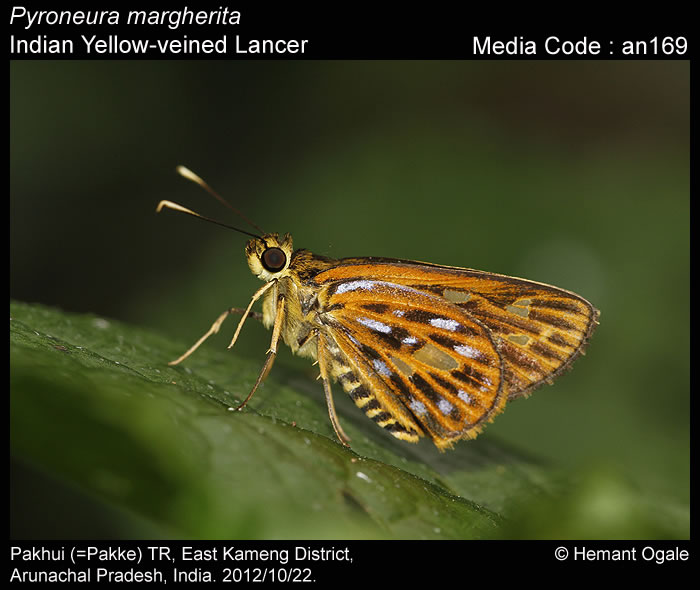 Pyroneura margherita
Indian Yellow-veined Lancer
Media Code : an169
Pakhui (=Pakke) TR, East Kameng District,
Arunachal Pradesh, India. 2012/10/22.
© Hemant Ogale